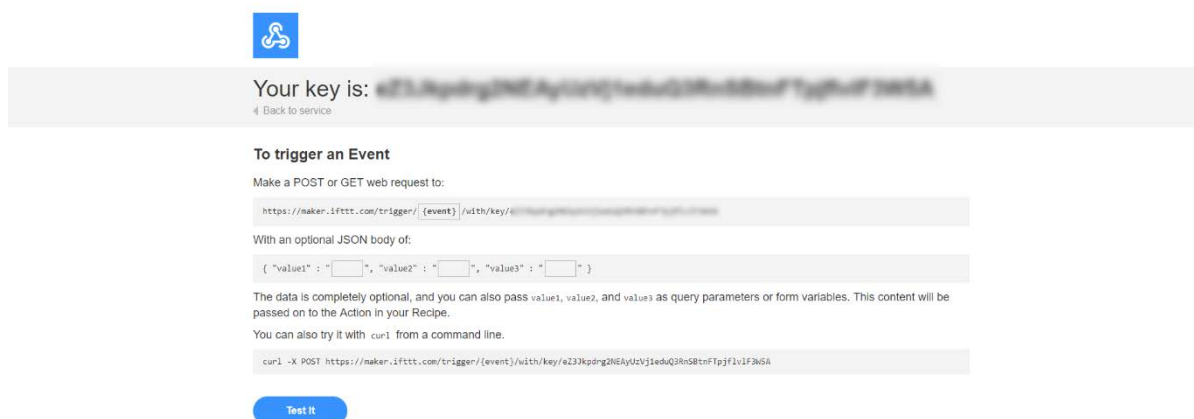 Your key is:
Back to service
To trigger an Event
Make a POST or GET web request to:
https://maker.ifttt.com/trigger/ {event} /with/key/
With an optional JSON body of:
{ "value1" : "      ", "value2" : "      ", "value3" : "      " }
The data is completely optional, and you can also pass value1, value2, and value3 as query parameters or form variables. This content will be
passed on to the Action in your Recipe.
You can also try it with curl from a command line.
curl -X POST https://maker.ifttt.com/trigger/{event}/with/key/
Test It